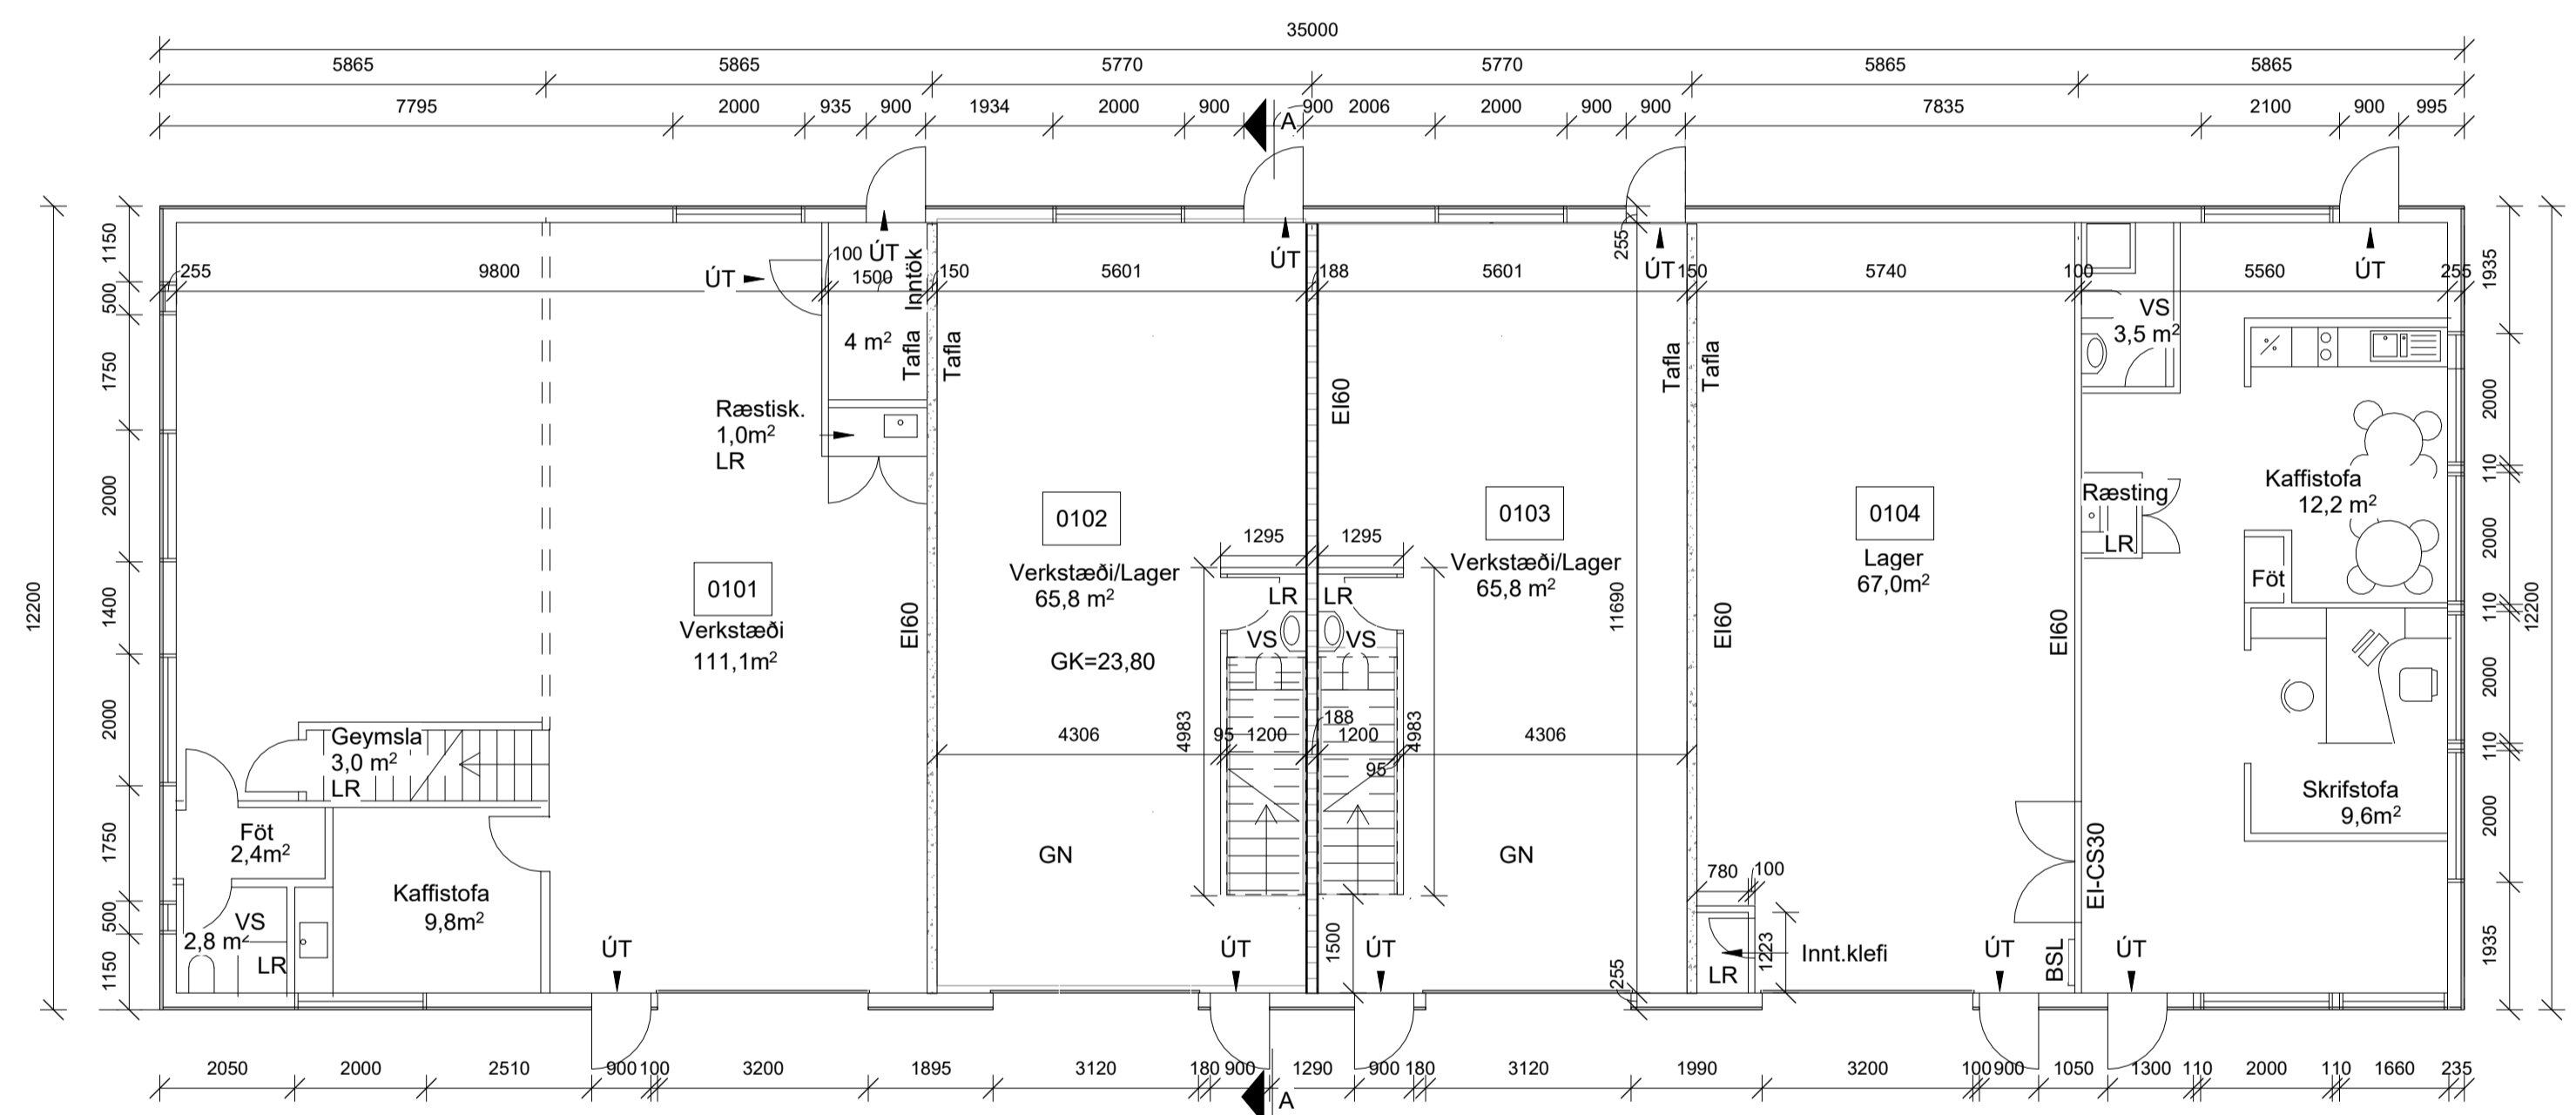 35000
5865 5865 5770 5770 5865 5865
7795 2000 935 900 1934 2000 900 900 2006 2000 900 900 7835 2100 900 995
A
12200
1150
500
1750
2000
1400
2000
1750
500
1150
255 9800 100 1500 150 5601 188 5601 150 5740 100 5560 255
255
ÚT
ÚT
ÚT
ÚT
ÚT
Inntök
4 m²
Tafla
Tafla
Tafla
Tafla
EI60
VS
3,5 m²
Ræstisk.
1,0m²
LR
0101
Verkstæði
111,1m²
EI60
0102
Verkstæði/Lager
65,8 m²
GK=23,80
1295 1295
LR LR
VS VS
0103
Verkstæði/Lager
65,8 m²
11690
EI60
0104
Lager
67,0m²
EI60
Ræsting
LR
Kaffistofa
12,2 m²
Föt
Skrifstofa
9,6m²
Geymsla
3,0 m²
LR
4306 4983 95 1200 188 1200 95 4983 4306
Föt
2,4m²
Kaffistofa
9,8m²
VS
2,8 m²
LR
GN
GN
1500
255
780 100
1223
LR
Innt.klefi
EI-CS30
BSL
ÚT
ÚT
ÚT
ÚT
ÚT
1935
2000
110
2000
110
2000
110
2000
1935
12200
2050 2000 2510 900 100 3200 1895 3120 180 900 1290 900 180 3120 1990 3200 100 900 1050 1300 110 2000 110 1660 235
A